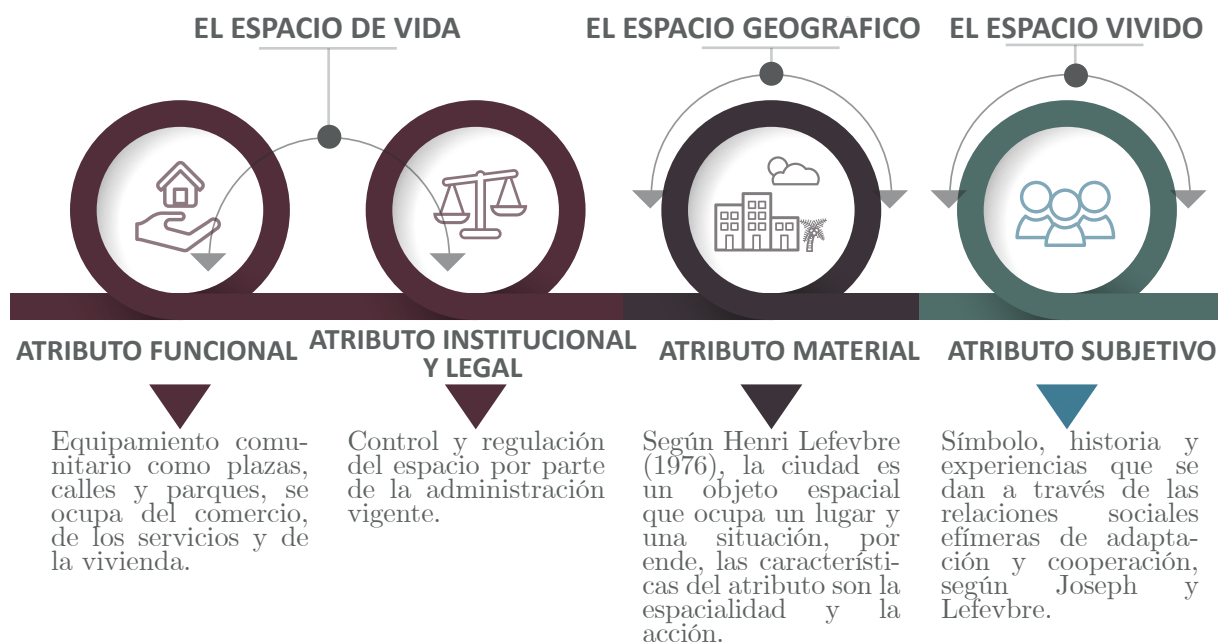 EL ESPACIO DE VIDA
EL ESPACIO GEOGRAFICO
EL ESPACIO VIVIDO
ATRIBUTO FUNCIONAL
Equipamiento comu-
nitario como plazas,
calles y parques, se
ocupa del comercio,
de los servicios y de
la vivienda.
ATRIBUTO INSTITUCIONAL
Y LEGAL
Control y regulación
del espacio por parte
de la administración
vigente.
ATRIBUTO MATERIAL
Según Henri Lefevbre
(1976), la ciudad es
un objeto espacial
que ocupa un lugar y
una situación, por
ende, las característi-
cas del atributo son la
espacialidad y la
acción.
ATRIBUTO SUBJETIVO
Símbolo, historia y
experiencias que se
dan a través de las
relaciones sociales
efímeras de adapta-
ción y cooperación,
según Joseph y
Lefevbre.